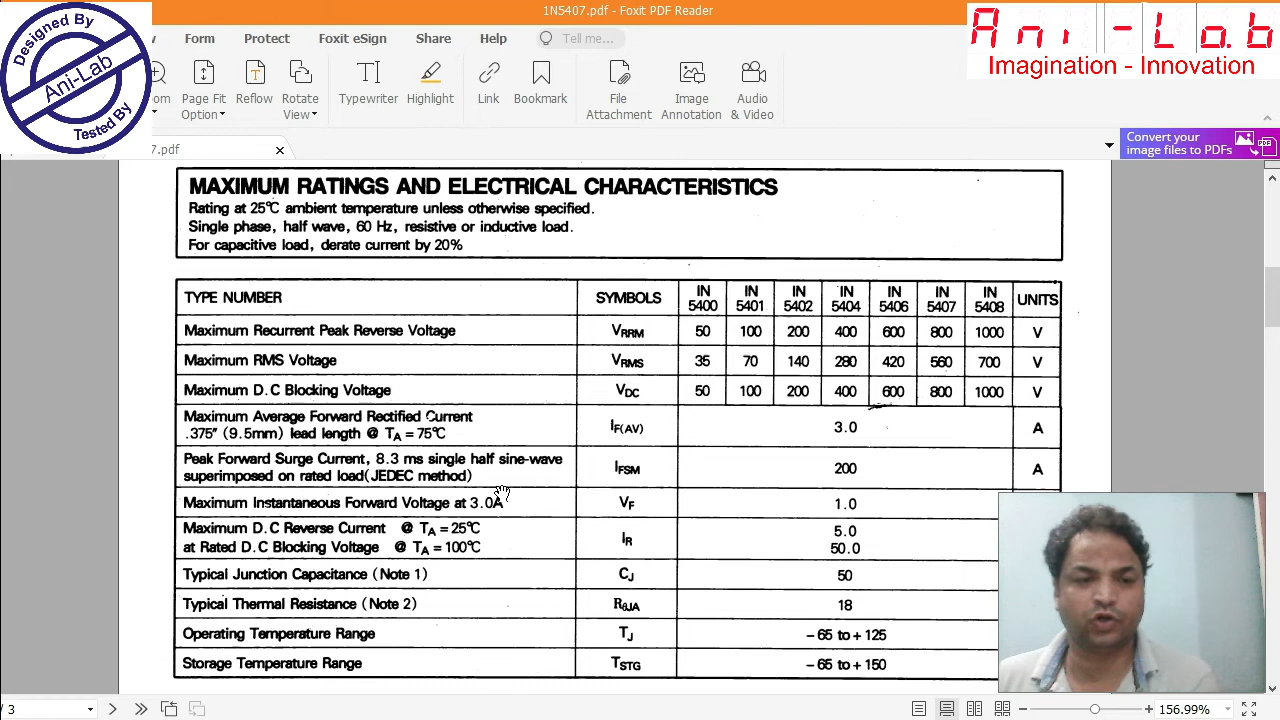 1N5407.pdf - Foxit PDF Reader
Designed By
Ani-Lab
Tested By
Ani-Lab
Imagination - Innovation
Form
Protect
Foxit eSign
Share
Help
Tell me...
Page Fit
Option
Reflow
Rotate
View
Typewriter
Highlight
Link
Bookmark
File
Attachment
Image
Annotation
Audio
& Video
7.pdf
Convert your
image files to PDFs
PDF
MAXIMUM RATINGS AND ELECTRICAL CHARACTERISTICS
Rating at 25℃ ambient temperature unless otherwise specified.
Single phase, half wave, 60 Hz, resistive or inductive load.
For capacitive load, derate current by 20%
TYPE NUMBER SYMBOLS IN 5400 IN 5401 IN 5402 IN 5404 IN 5406 IN 5407 IN 5408 UNITS
Maximum Recurrent Peak Reverse Voltage VRRM 50 100 200 400 600 800 1000 V
Maximum RMS Voltage VRMS 35 70 140 280 420 560 700 V
Maximum D.C Blocking Voltage VDC 50 100 200 400 600 800 1000 V
Maximum Average Forward Rectified Current
.375" (9.5mm) lead length @ TA = 75℃ IF(AV) 3.0 A
Peak Forward Surge Current, 8.3 ms single half sine-wave
superimposed on rated load(JEDEC method) IFSM 200 A
Maximum Instantaneous Forward Voltage at 3.0A VF 1.0
Maximum D.C Reverse Current @ TA = 25℃ IR 5.0
at Rated D.C Blocking Voltage @ TA = 100℃ 50.0
Typical Junction Capacitance (Note 1) CJ 50
Typical Thermal Resistance (Note 2) RθJA 18
Operating Temperature Range TJ - 65 to + 125
Storage Temperature Range TSTG - 65 to + 150
/ 3
156.99%